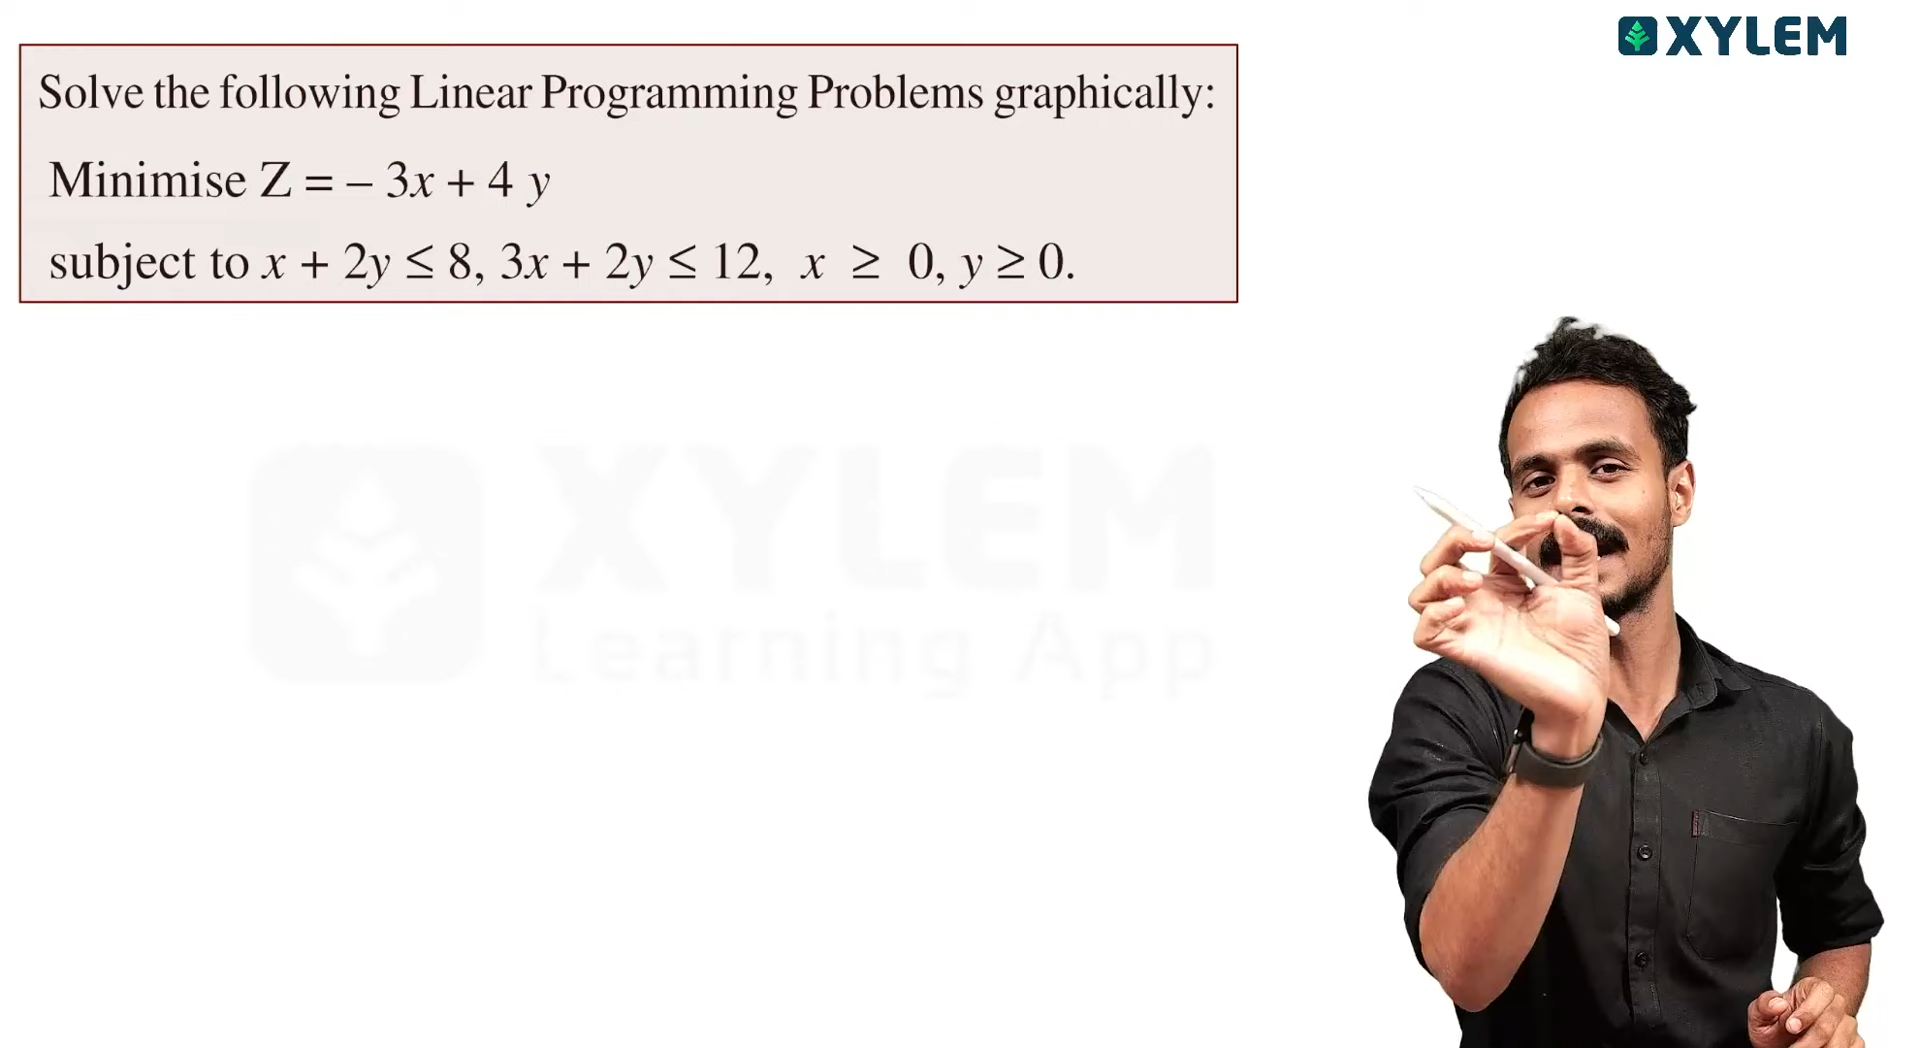 XYLEM
Solve the following Linear Programming Problems graphically:
Minimise Z = – 3x + 4 y
subject to x + 2y ≤ 8, 3x + 2y ≤ 12, x ≥ 0, y ≥ 0.
XYLEM
Learning App